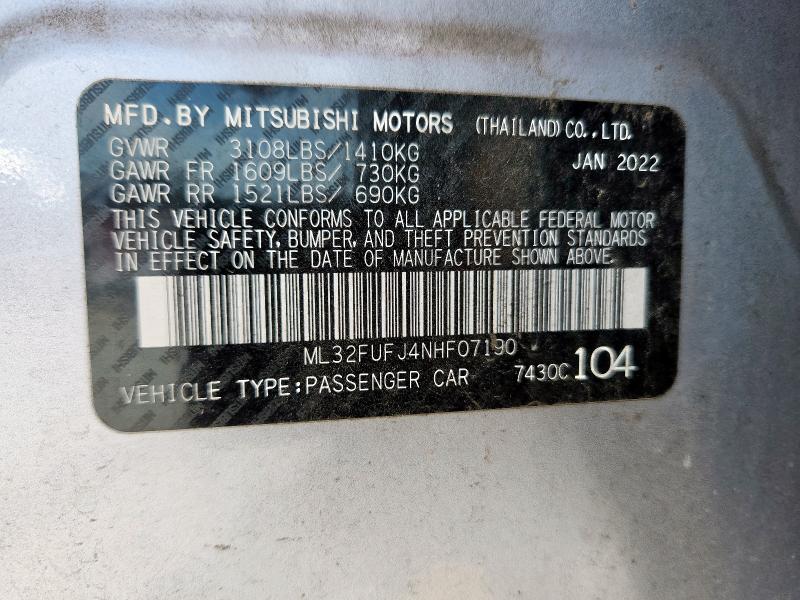 MFD.BY MITSUBISHI MOTORS (THAILAND) CO., LTD.
GVWR 3108LBS/1410KG JAN 2022
GAWR FR 1609LBS/ 730KG
GAWR RR 1521LBS/ 690KG
THIS VEHICLE CONFORMS TO ALL APPLICABLE FEDERAL MOTOR
VEHICLE SAFETY, BUMPER, AND THEFT PREVENTION STANDARDS
IN EFFECT ON THE DATE OF MANUFACTURE SHOWN ABOVE.
ML32FUFJ4NHF07190
VEHICLE TYPE:PASSENGER CAR 7430C 104